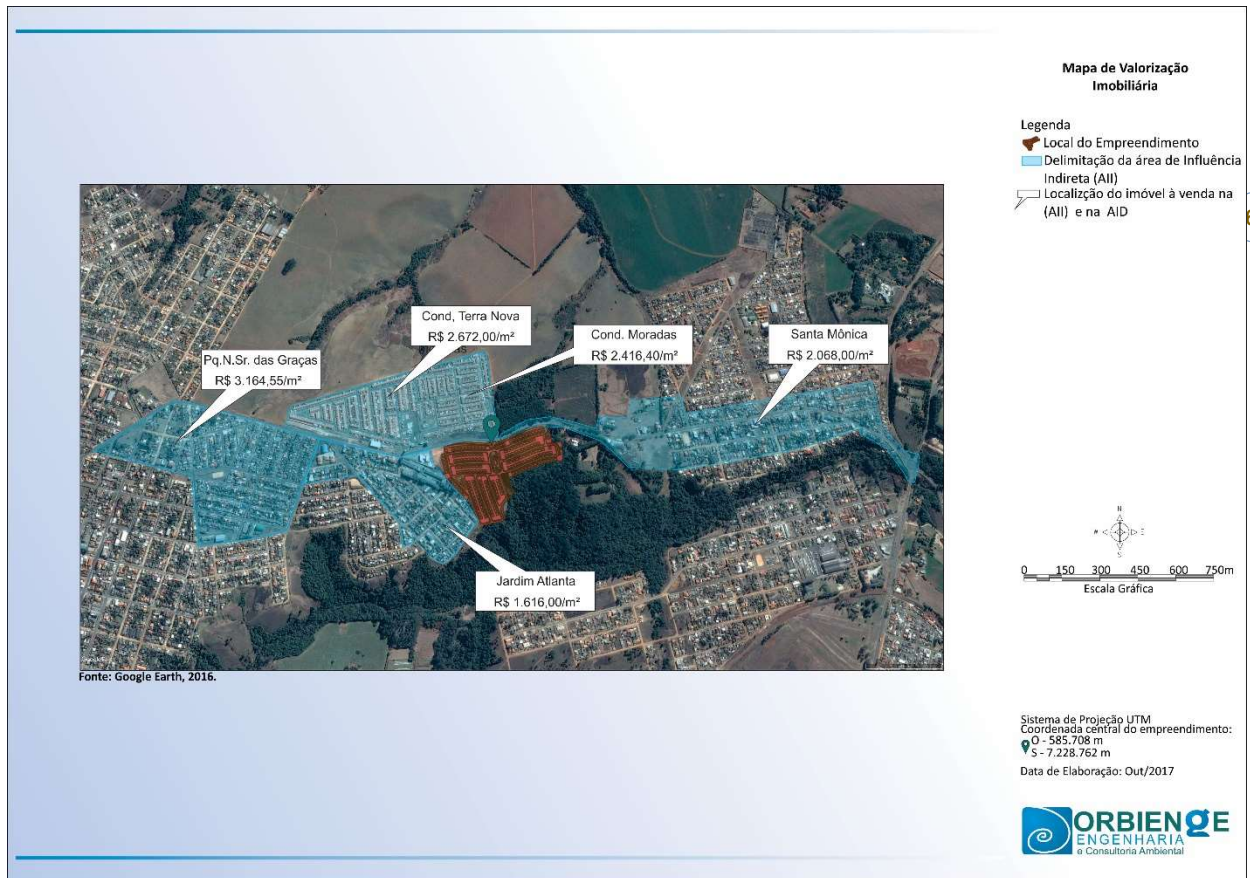 Mapa de Valorização
Imobiliária
Legenda
Local do Empreendimento
Delimitação da área de Influência
Indireta (AII)
Localizção do imóvel à venda na
(AII) e na AID
Cond, Terra Nova
R$ 2.672,00/m²
Cond. Moradas
R$ 2.416,40/m²
Santa Mônica
R$ 2.068,00/m²
Pq.N.Sr. das Graças
R$ 3.164,55/m²
Jardim Atlanta
R$ 1.616,00/m²
N
S
0 150 300 450 600 750m
Escala Gráfica
Fonte: Google Earth, 2016.
Sistema de Projeção UTM
Coordenada central do empreendimento:
O - 585.708 m
S - 7.228.762 m
Data de Elaboração: Out/2017
ORBIENGE
ENGENHARIA
e Consultoria Ambiental